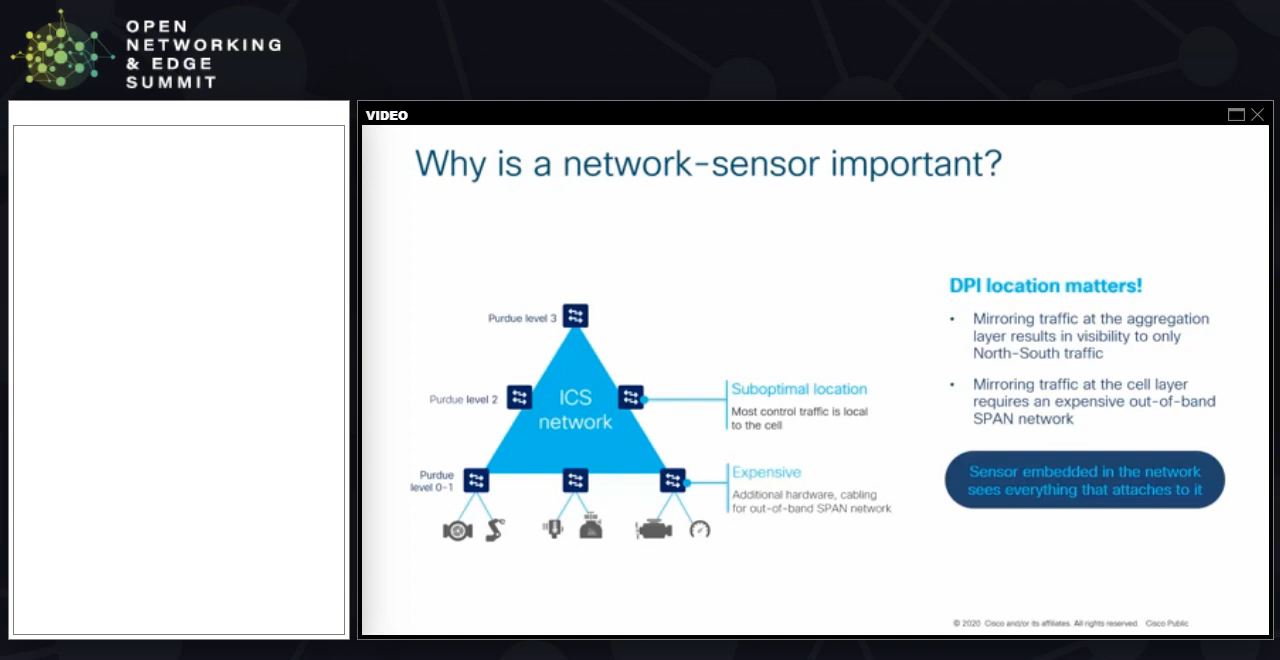 OPEN
NETWORKING
& EDGE
SUMMIT
VIDEO
Why is a network-sensor important?
Purdue level 3
Purdue level 2
ICS
network
Purdue
level 0-1
Suboptimal location
Most control traffic is local
to the cell
Expensive
Additional hardware, cabling
for out-of-band SPAN network
DPI location matters!
• Mirroring traffic at the aggregation
layer results in visibility to only
North-South traffic
• Mirroring traffic at the cell layer
requires an expensive out-of-band
SPAN network
Sensor embedded in the network
sees everything that attaches to it
© 2020 Cisco and/or its affiliates. All rights reserved. Cisco Public